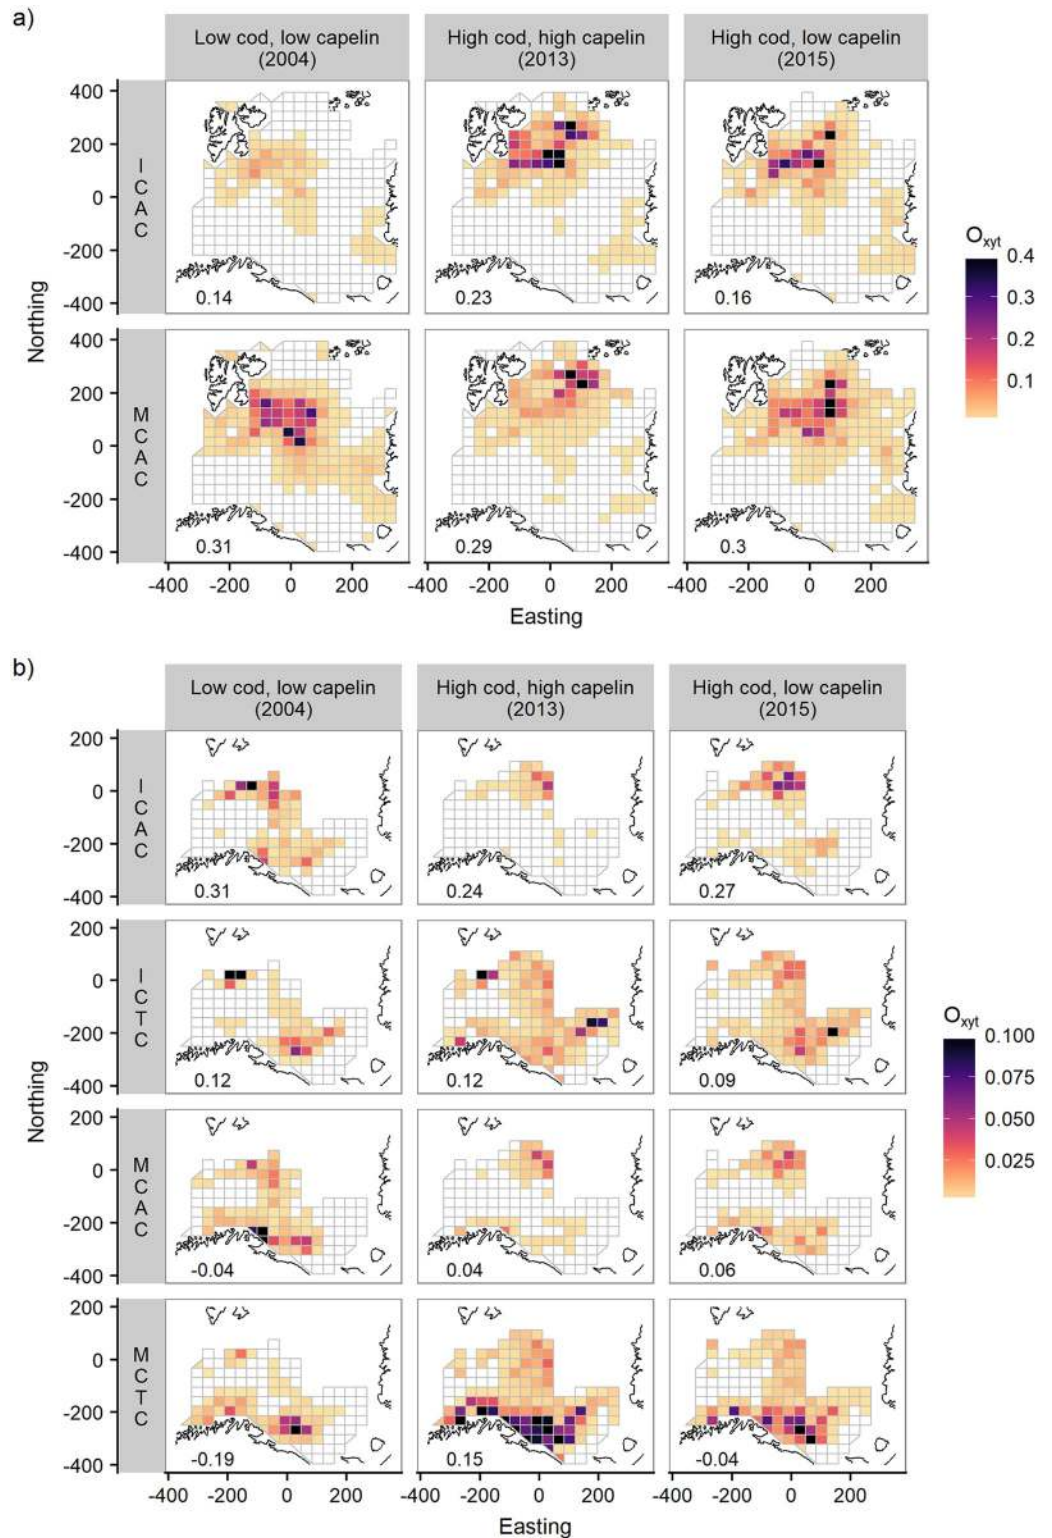 a)
Low cod, low capelin
(2004)
High cod, high capelin
(2013)
High cod, low capelin
(2015)
Northing
ICAC
400
200
0
-200
-400
0.14
0.23
0.16
MCAC
400
200
0
-200
-400
0.31
0.29
0.3
-400 -200 0 200
-400 -200 0 200
-400 -200 0 200
Easting
Oxyt
0.4
0.3
0.2
0.1
b)
Low cod, low capelin
(2004)
High cod, high capelin
(2013)
High cod, low capelin
(2015)
Northing
ICAC
200
0
-200
-400
0.31
0.24
0.27
ICTC
200
0
-200
-400
0.12
0.12
0.09
MCAC
200
0
-200
-400
-0.04
0.04
0.06
MCTC
200
0
-200
-400
-0.19
0.15
-0.04
-400 -200 0 200
-400 -200 0 200
-400 -200 0 200
Easting
Oxyt
0.100
0.075
0.050
0.025